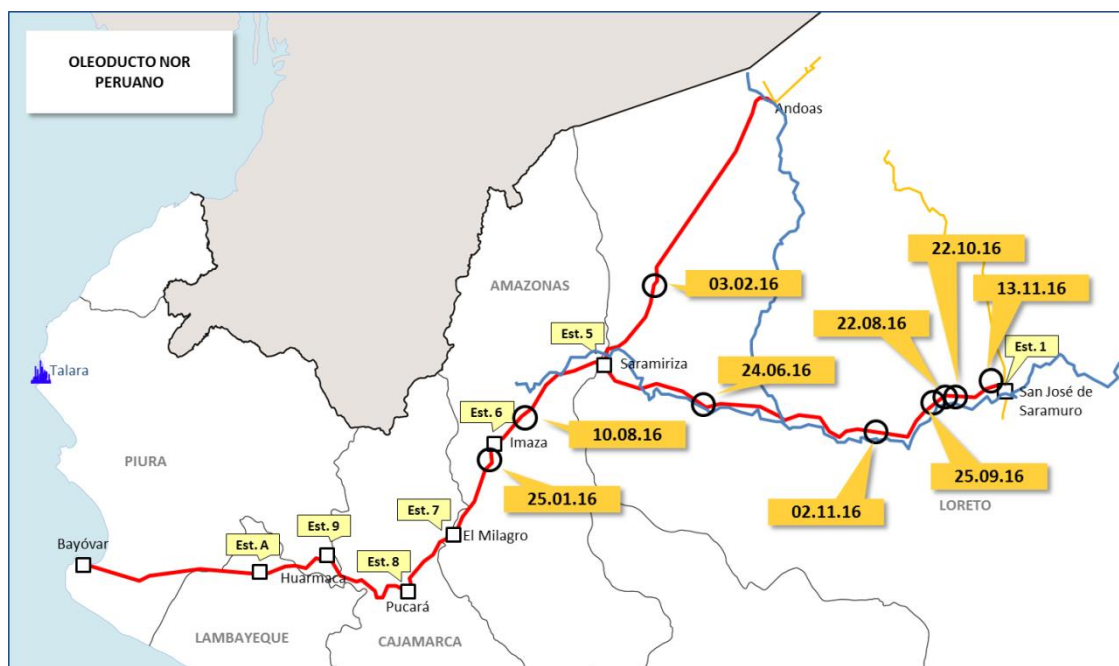 OLEODUCTO NOR
PERUANO
Andoas
22.10.16
AMAZONAS
03.02.16
13.11.16
22.08.16
Est. 5
Est. 1
Talara
Saramiriza
24.06.16
San José de
Saramuro
Est. 6
Imaza
10.08.16
PIURA
25.09.16
25.01.16
02.11.16
LORETO
Est. 7
El Milagro
Est. 9
Bayóvar
Est. A
Est. 8
Huarmaca
Pucará
LAMBAYEQUE
CAJAMARCA